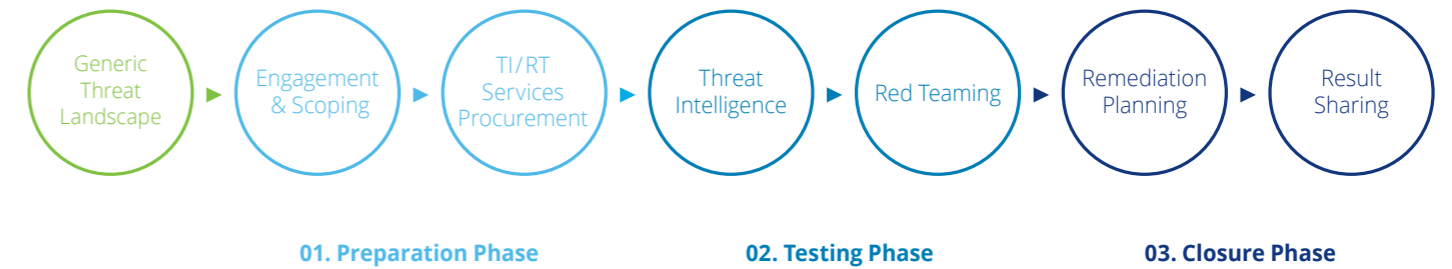 Generic
Threat
Landscape
Engagement
& Scoping
TI/RT
Services
Procurement
Threat
Intelligence
Red Teaming
Remediation
Planning
Result
Sharing
01. Preparation Phase
02. Testing Phase
03. Closure Phase